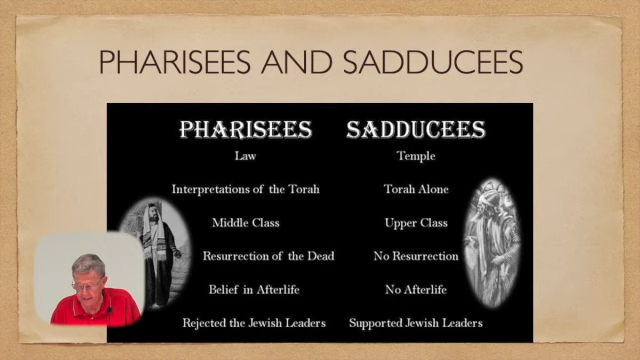 PHARISEES AND SADDUCEES
PHARISEES SADDUCEES
Law Temple
Interpretations of the Torah Torah Alone
Middle Class Upper Class
Resurrection of the Dead No Resurrection
Belief in Afterlife No Afterlife
Rejected the Jewish Leaders Supported Jewish Leaders